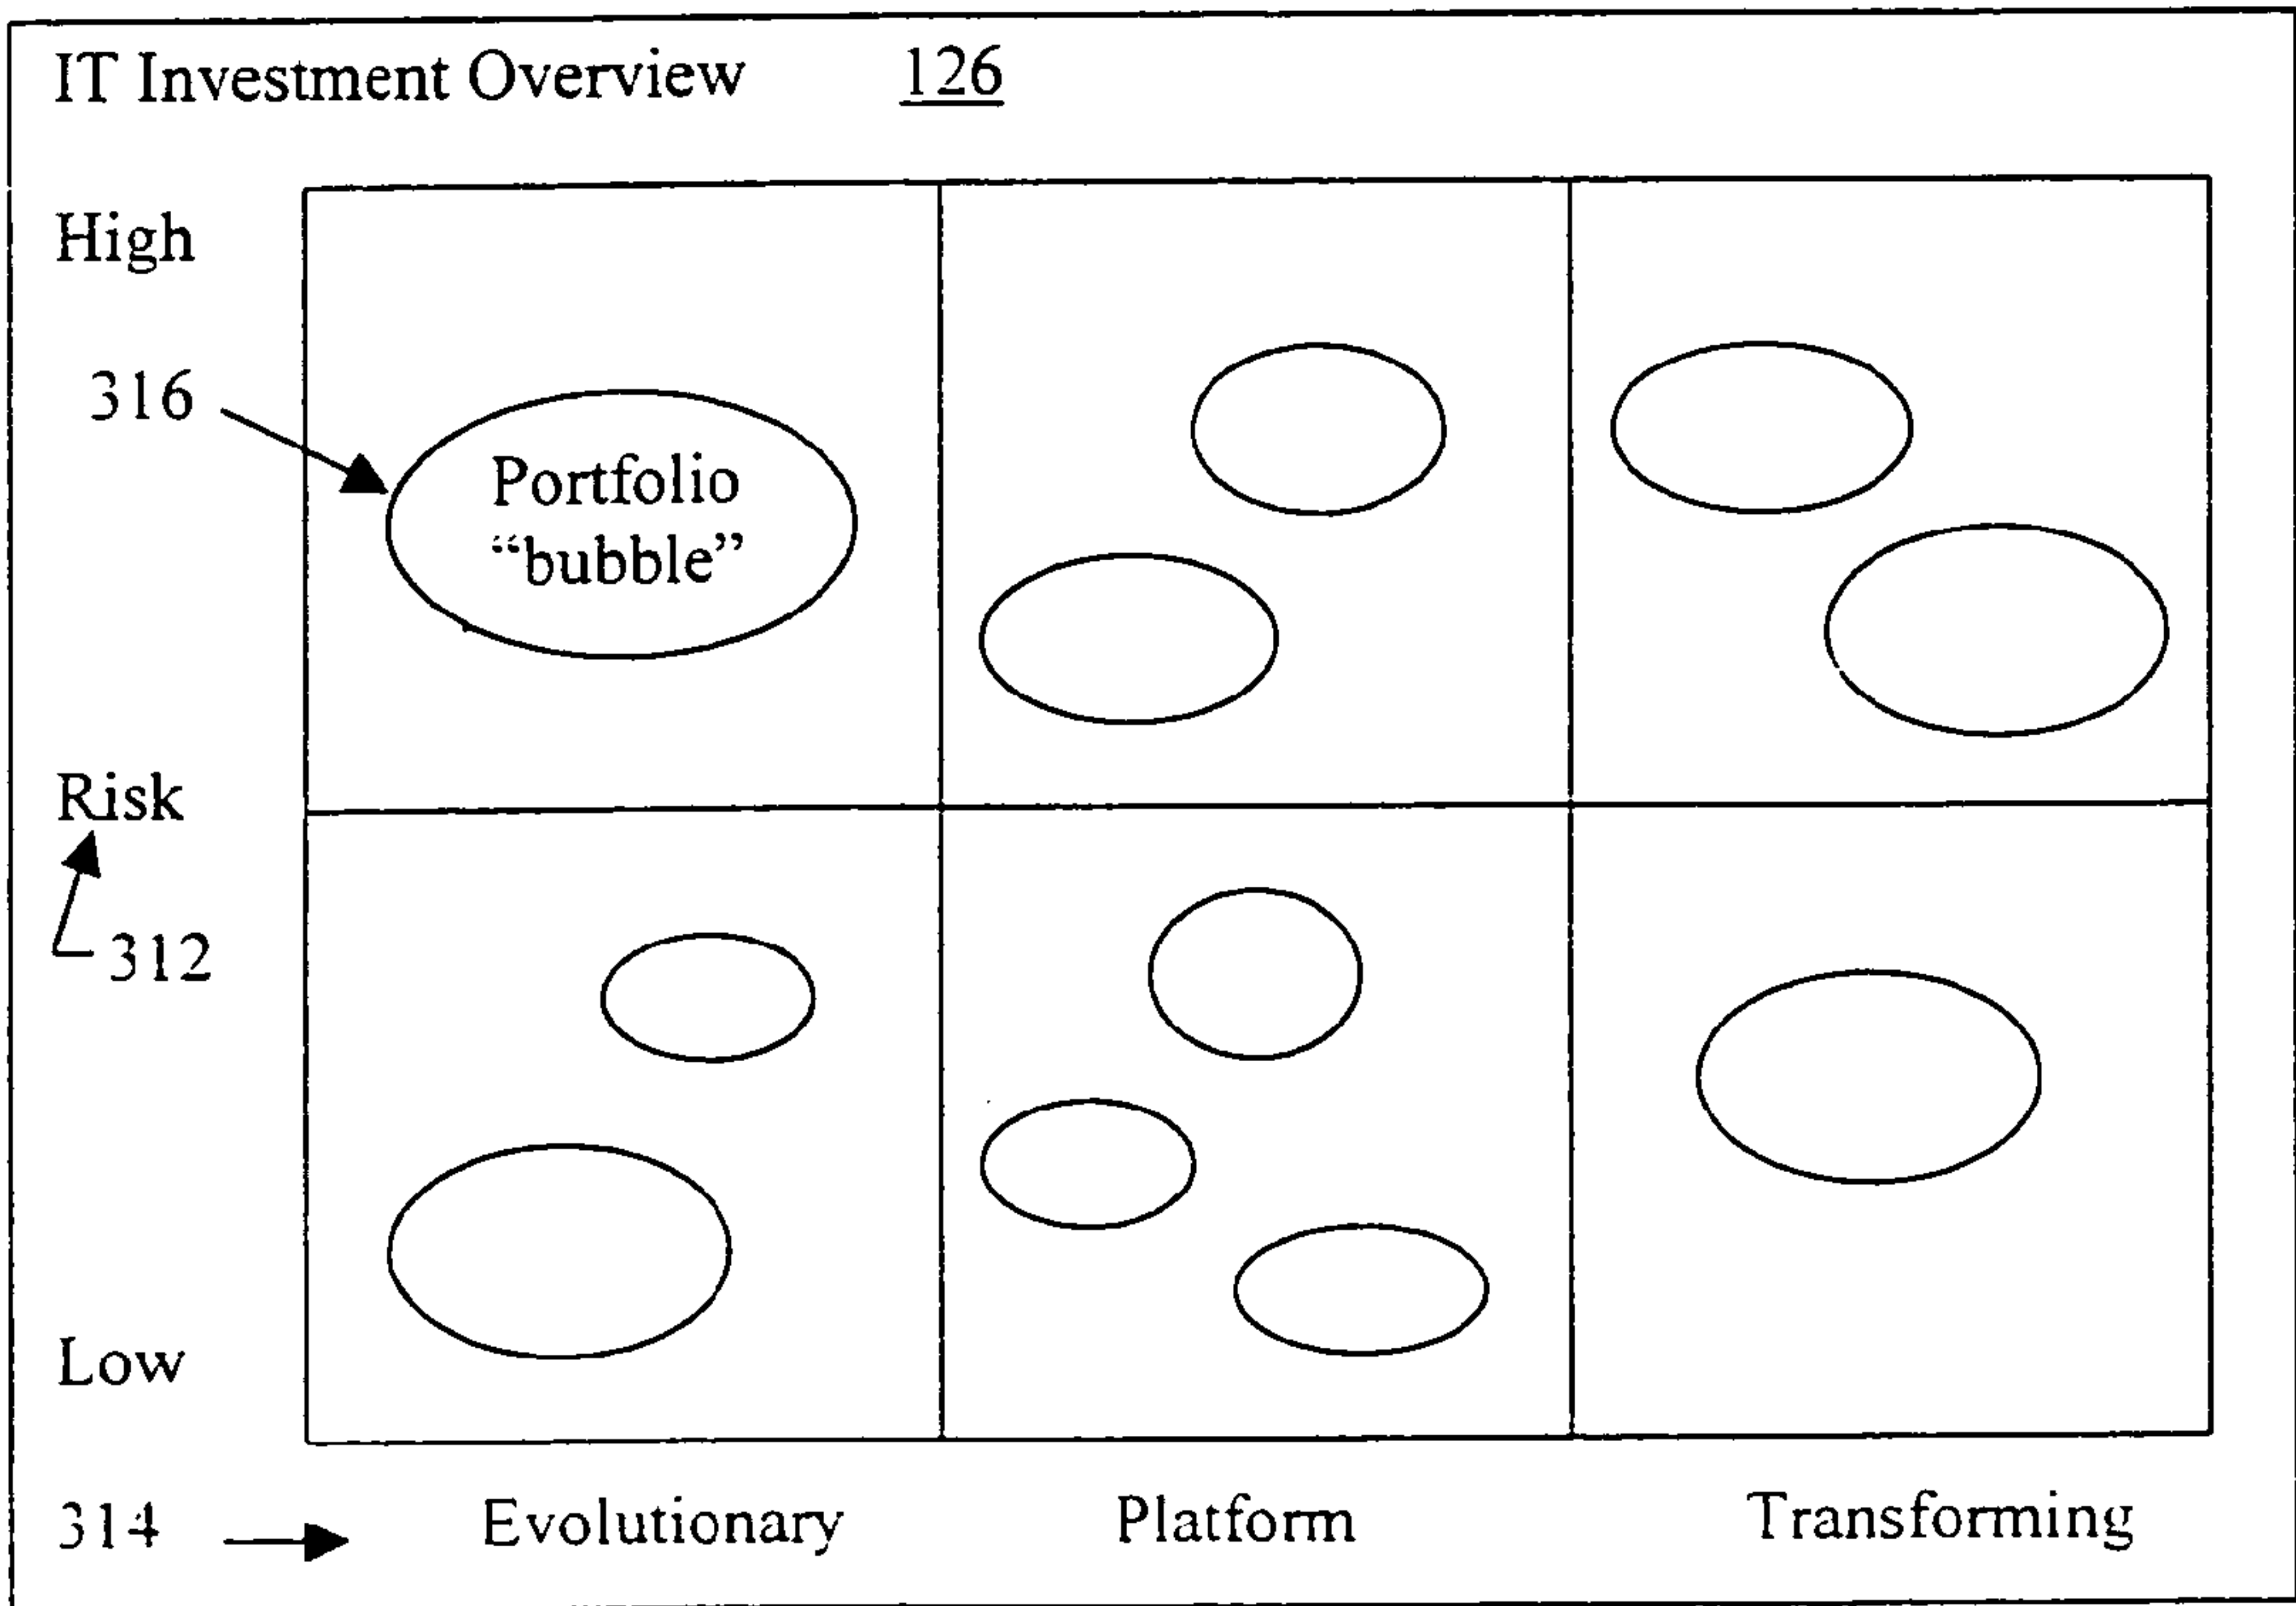 IT Investment Overview 126
High
316
Portfolio
“bubble”
Risk
312
Low
314 Evolutionary Platform Transforming